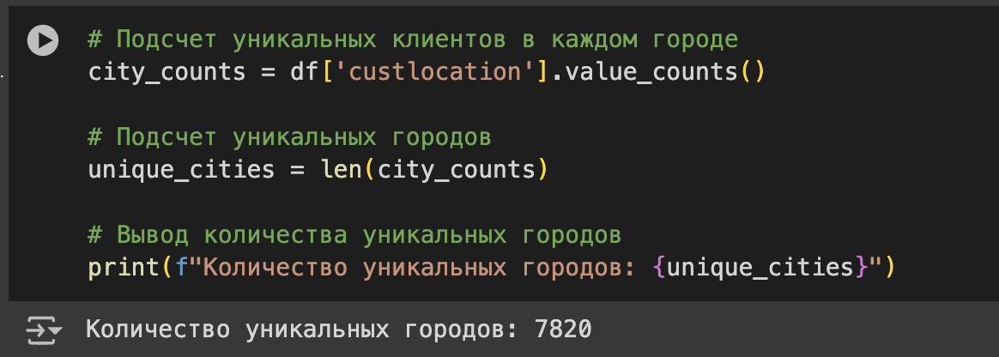 # Подсчет уникальных клиентов в каждом городе
city_counts = df['custlocation'].value_counts()
# Подсчет уникальных городов
unique_cities = len(city_counts)
# Вывод количества уникальных городов
print(f"Количество уникальных городов: {unique_cities}")
Количество уникальных городов: 7820